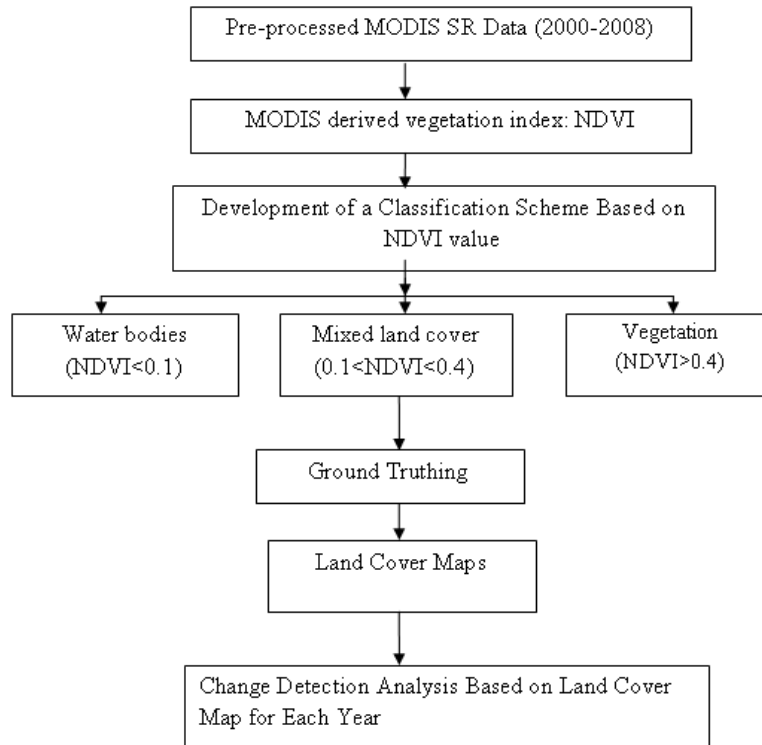 Pre-processed MODIS SR Data (2000-2008)
MODIS derived vegetation index: NDVI
Development of a Classification Scheme Based on
NDVI value
Water bodies
(NDVI<0.1)
Mixed land cover
(0.1<NDVI<0.4)
Vegetation
(NDVI>0.4)
Ground Truthing
Land Cover Maps
Change Detection Analysis Based on Land Cover
Map for Each Year